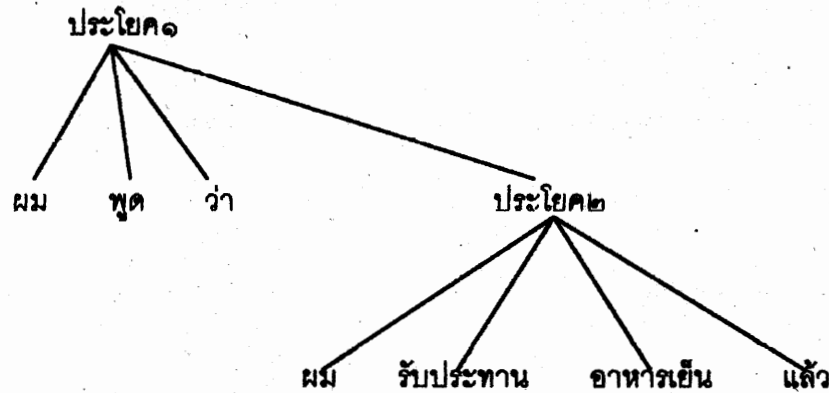 ประโยค๑
ผม พูด ว่า
ประโยค๒
ผม รับประทาน อาหารเย็น แล้ว